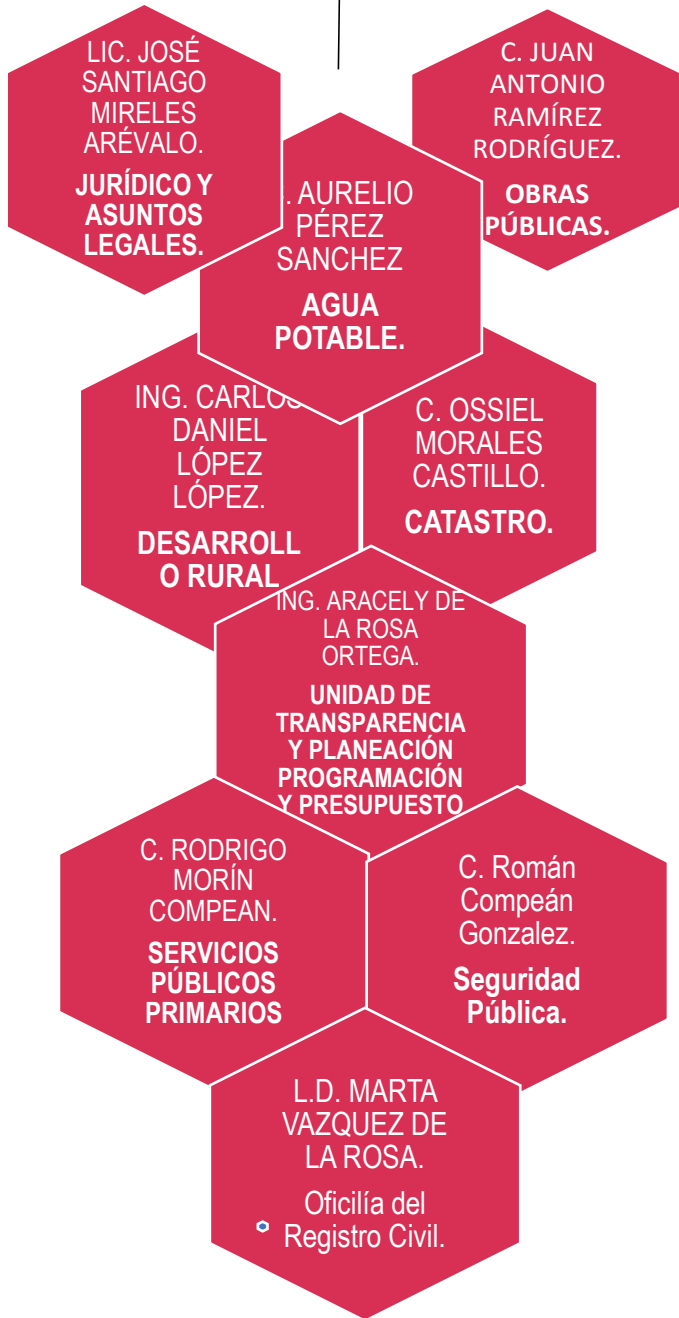 LIC. JOSÉ
SANTIAGO
MIRELES
ARÉVALO.
JURÍDICO Y
ASUNTOS
LEGALES.
C. JUAN
ANTONIO
RAMÍREZ
RODRÍGUEZ.
OBRAS
PÚBLICAS.
. AURELIO
PÉREZ
SANCHEZ
AGUA
POTABLE.
ING. CARLOS
DANIEL
LÓPEZ
LÓPEZ.
DESARROLL
O RURAL
C. OSSIEL
MORALES
CASTILLO.
CATASTRO.
ING. ARACELY DE
LA ROSA
ORTEGA.
UNIDAD DE
TRANSPARENCIA
Y PLANEACIÓN
PROGRAMACIÓN
Y PRESUPUESTO
C. RODRIGO
MORÍN
COMPEAN.
SERVICIOS
PÚBLICOS
PRIMARIOS
C. Román
Compeán
Gonzalez.
Seguridad
Pública.
L.D. MARTA
VAZQUEZ DE
LA ROSA.
Oficilía del
Registro Civil.